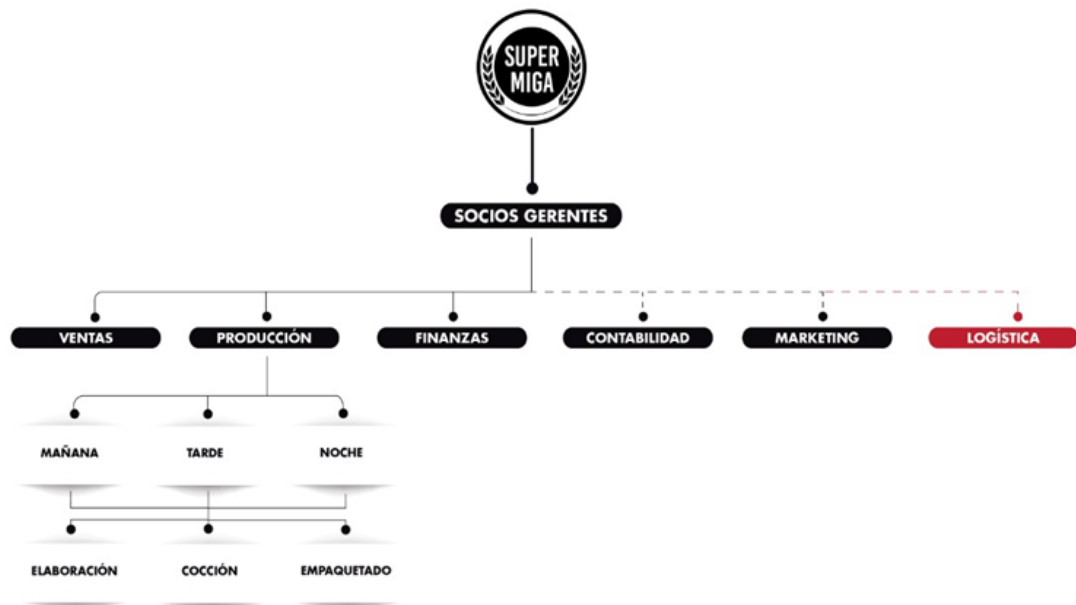 SUPER
MIGA
SOCIOS GERENTES
VENTAS
PRODUCCIÓN
FINANZAS
CONTABILIDAD
MARKETING
LOGÍSTICA
MAÑANA
TARDE
NOCHE
ELABORACIÓN
COCCIÓN
EMPAQUETADO